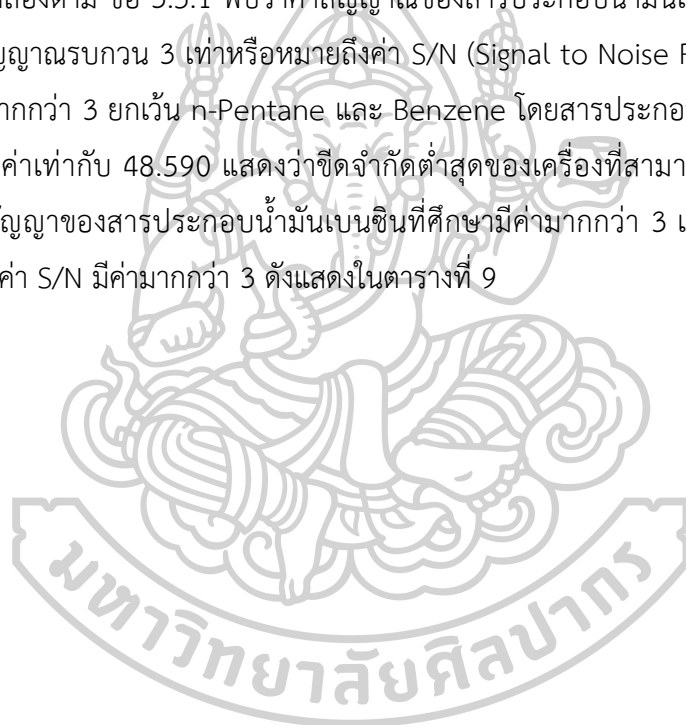 ลองตาม ข้อ 3.3.1 พบว่าค่าสัญญาณของสารประกอบน้ำมันเ
ญญาณรบกวน 3 เท่าหรือหมายถึงค่า S/N (Signal to Noise
ากกว่า 3 ยกเว้น n-Pentane และ Benzene โดยสารประกอ
ค่าเท่ากับ 48.590 แสดงว่าขีดจำกัดต่ำสุดของเครื่องที่สามา
ัญญาของสารประกอบน้ำมันเบนซินที่ศึกษามีค่ามากกว่า 3 เ
ค่า S/N มีค่ามากกว่า 3 ดังแสดงในตารางที่ 9
มหาวิทยาลัยศิลปากร